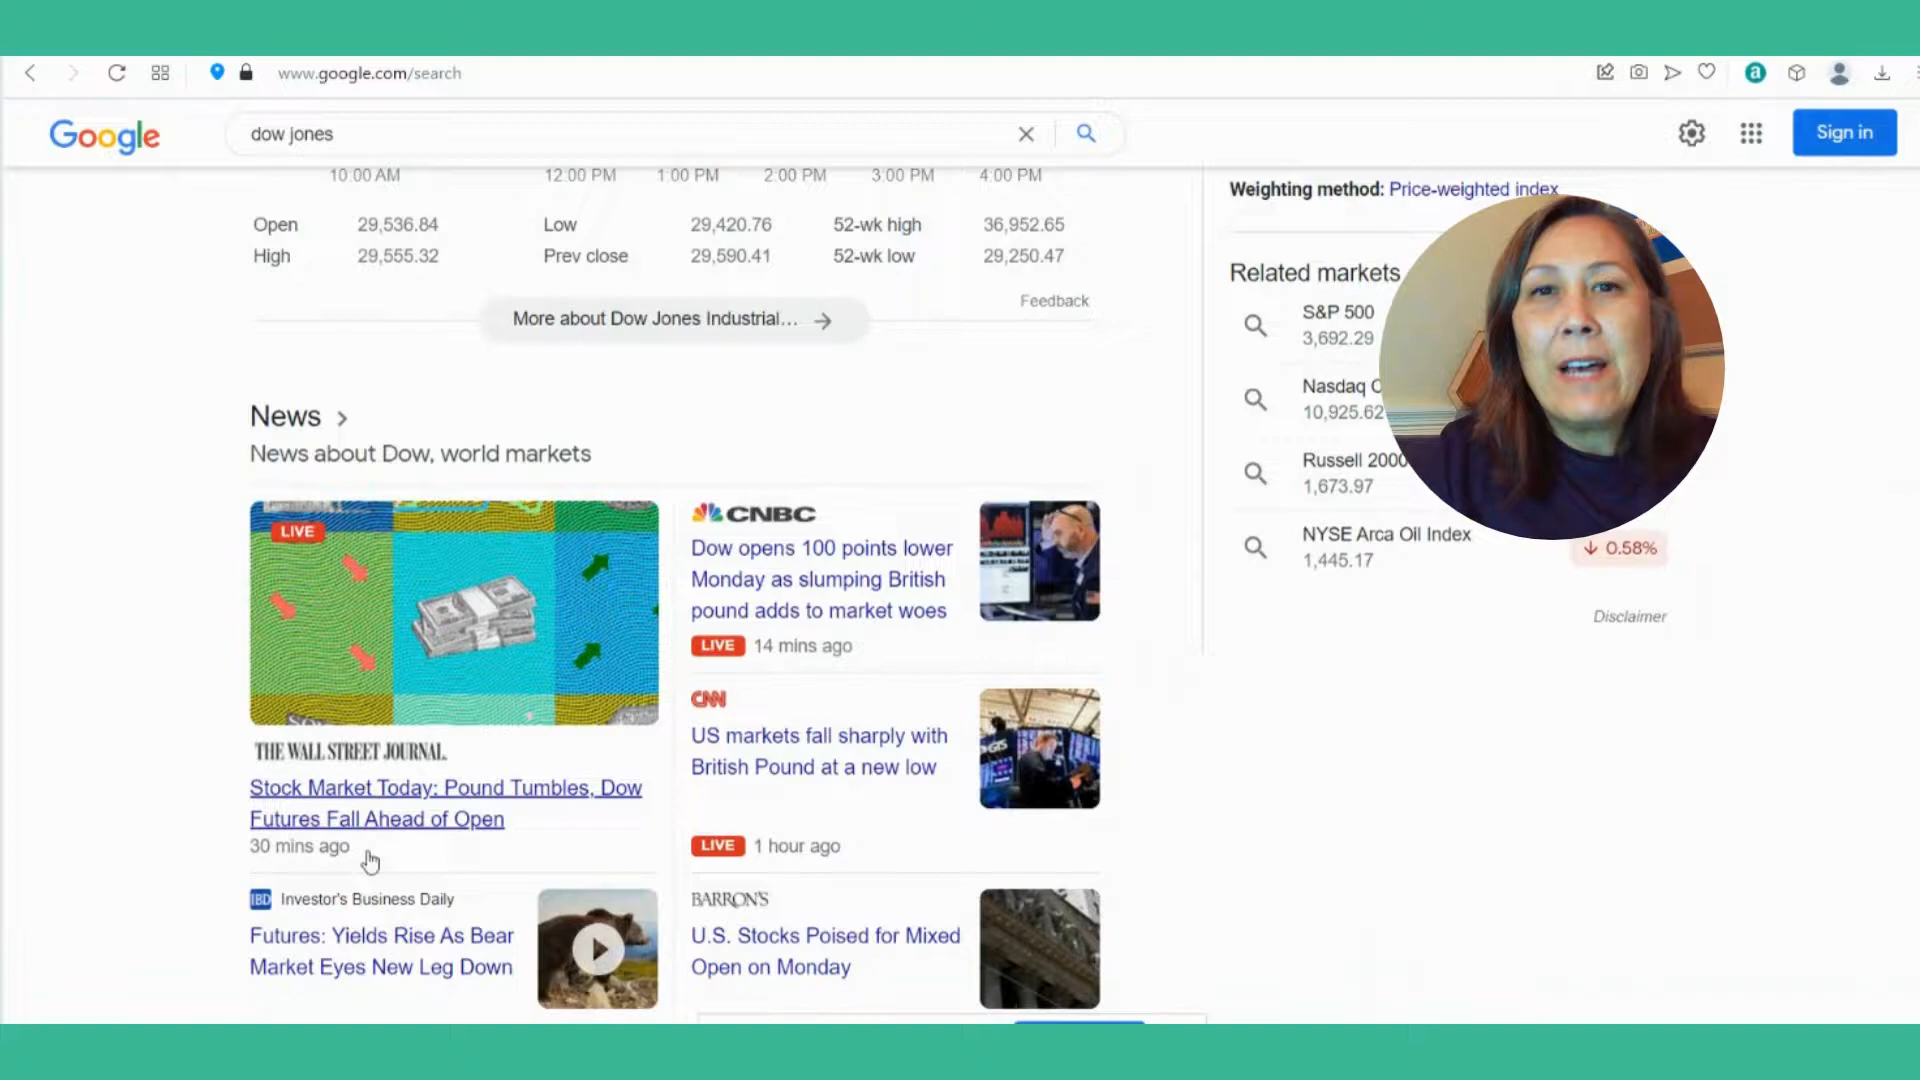 www.google.com/search
Google
dow jones
Sign in
10:00 AM 12:00 PM 1:00 PM 2:00 PM 3:00 PM 4:00 PM
Open 29,536.84 Low 29,420.76 52-wk high 36,952.65
High 29,555.32 Prev close 29,590.41 52-wk low 29,250.47
Feedback
More about Dow Jones Industrial... →
News >
News about Dow, world markets
LIVE
THE WALL STREET JOURNAL.
Stock Market Today: Pound Tumbles, Dow
Futures Fall Ahead of Open
30 mins ago
CNBC
Dow opens 100 points lower
Monday as slumping British
pound adds to market woes
LIVE 14 mins ago
CNN
US markets fall sharply with
British Pound at a new low
LIVE 1 hour ago
IBD Investor's Business Daily
Futures: Yields Rise As Bear
Market Eyes New Leg Down
BARRON'S
U.S. Stocks Poised for Mixed
Open on Monday
Weighting method: Price-weighted index
Related markets
S&P 500
3,692.29
Nasdaq C
10,925.62
Russell 2000
1,673.97
NYSE Arca Oil Index
1,445.17
↓ 0.58%
Disclaimer